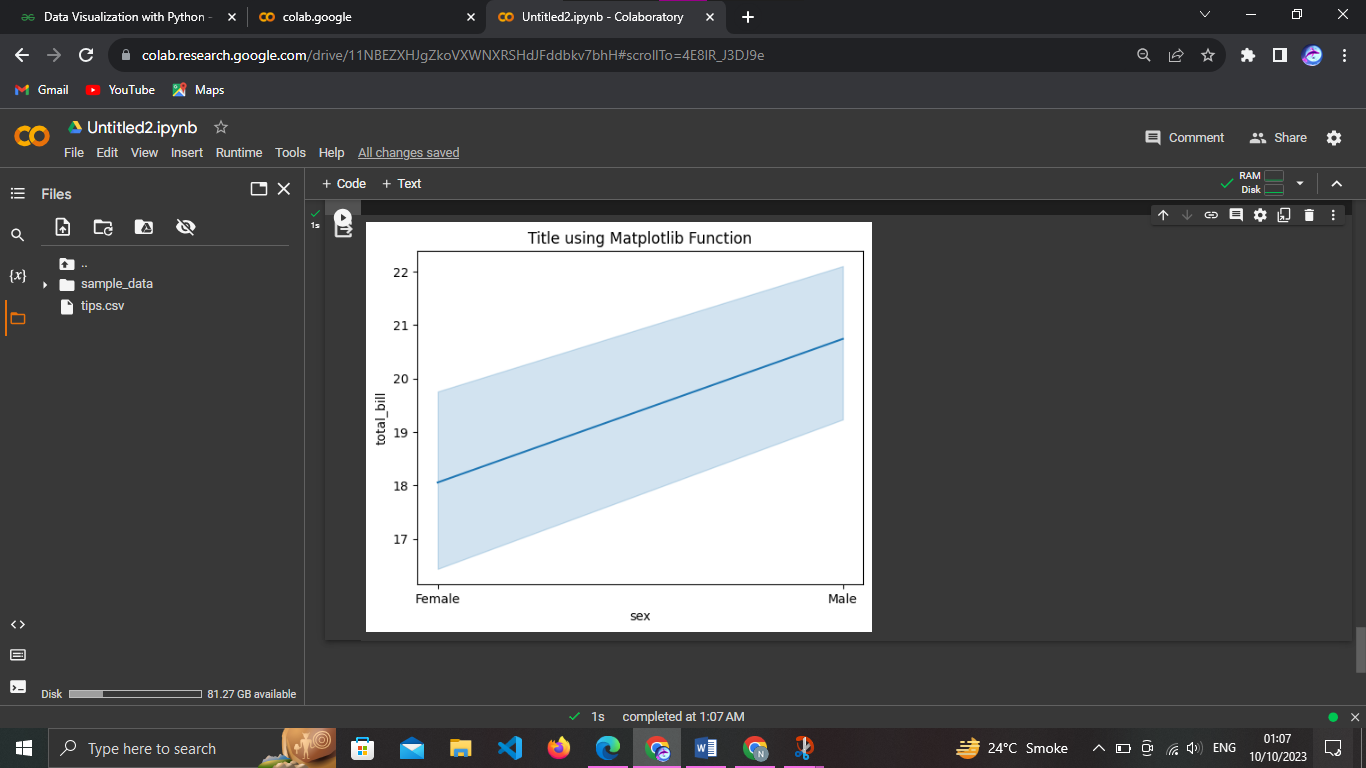 Data Visualization with Python -
colab.google
Untitled2.ipynb - Colaboratory
colab.research.google.com/drive/11NBEZXHJgZkoVXWNXRSHdJFddbkv7bhH#scrollTo=4E8lR_J3DJ9e
Gmail YouTube Maps
Untitled2.ipynb
File Edit View Insert Runtime Tools Help All changes saved
Comment Share
Files
+ Code + Text
RAM
Disk
{x}
..
sample_data
tips.csv
1s
Title using Matplotlib Function
22
21
20
19
18
17
total_bill
Female Male
sex
Disk 81.27 GB available
1s completed at 1:07 AM
Type here to search
24°C Smoke
ENG
01:07
10/10/2023